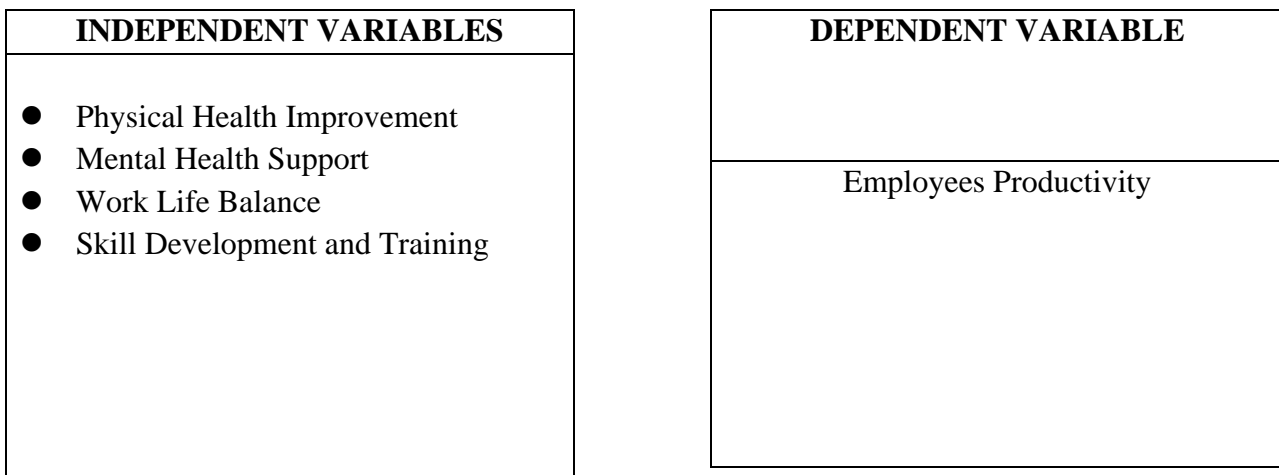 INDEPENDENT VARIABLES
● Physical Health Improvement
● Mental Health Support
● Work Life Balance
● Skill Development and Training
DEPENDENT VARIABLE
Employees Productivity